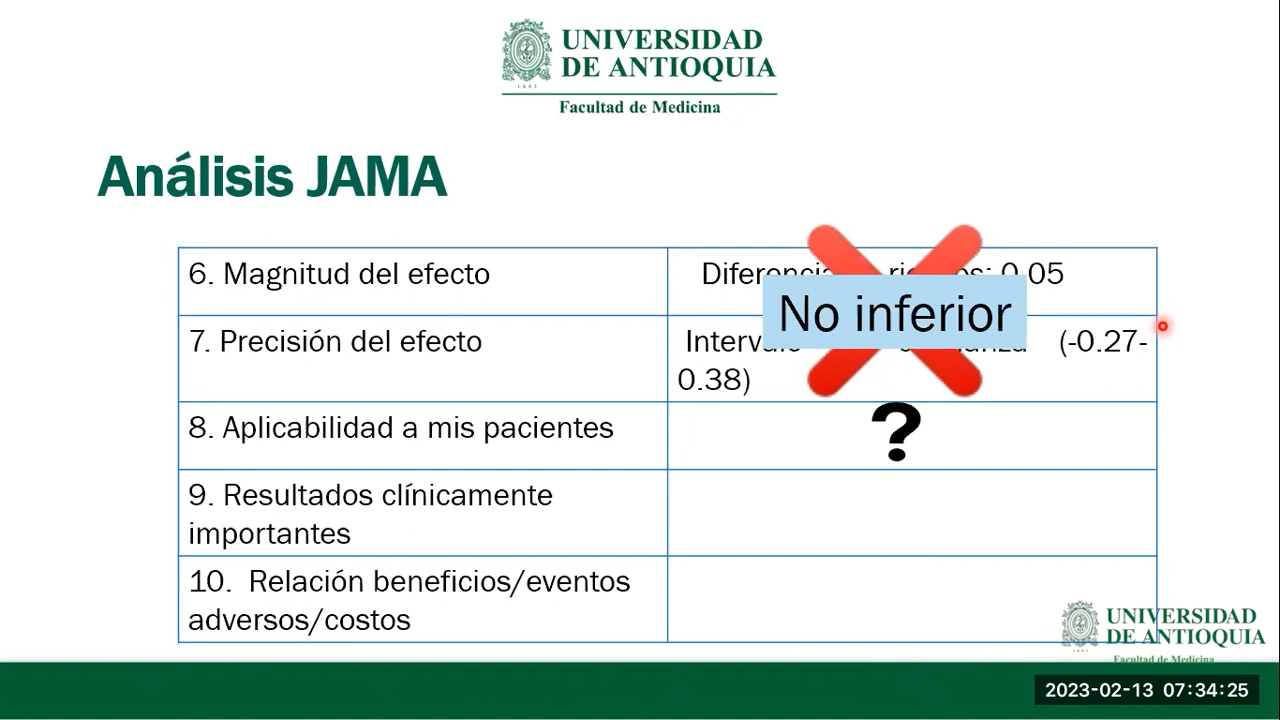 UNIVERSIDAD
DE ANTIOQUIA
1803
Facultad de Medicina
Análisis JAMA
6. Magnitud del efecto
0.05
No inferior
7. Precisión del efecto
(-0.27-
0.38)
8. Aplicabilidad a mis pacientes
?
9. Resultados clínicamente
importantes
10. Relación beneficios/eventos
adversos/costos
UNIVERSIDAD
DE ANTIOQUIA
Facultad de Medicina
2023-02-13 07:34:25